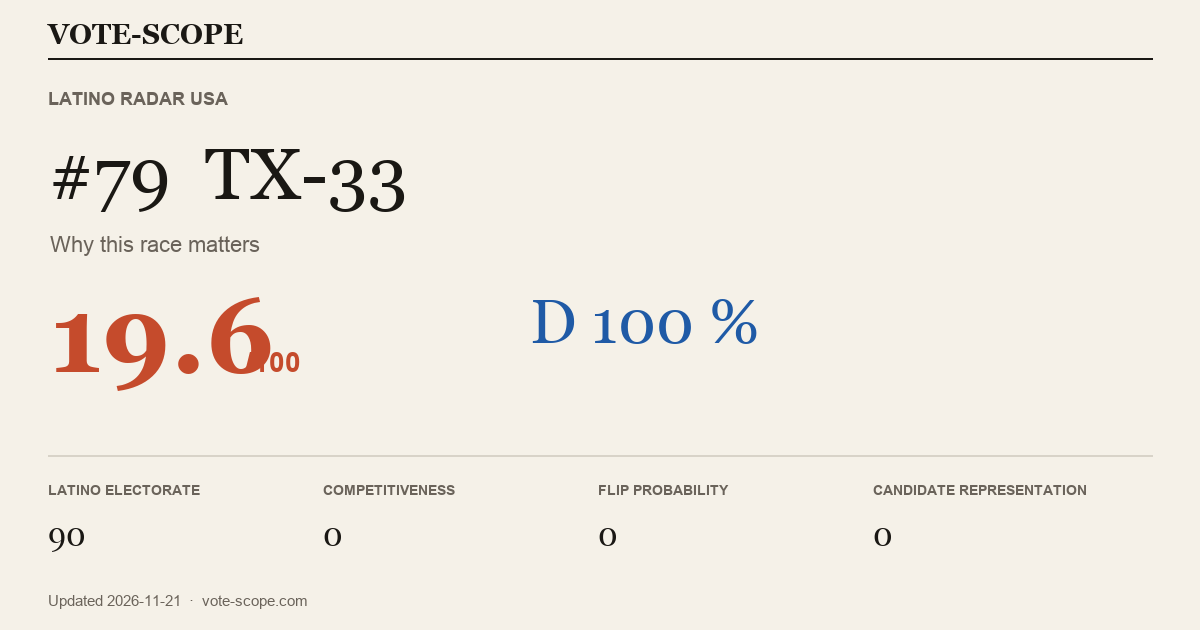 VOTE-SCOPE
LATINO RADAR USA
#79 TX-33
Why this race matters
19.6/100
D 100 %
LATINO ELECTORATE
COMPETITIVENESS
FLIP PROBABILITY
CANDIDATE REPRESENTATION
90
0
0
0
Updated 2026-11-21 · vote-scope.com